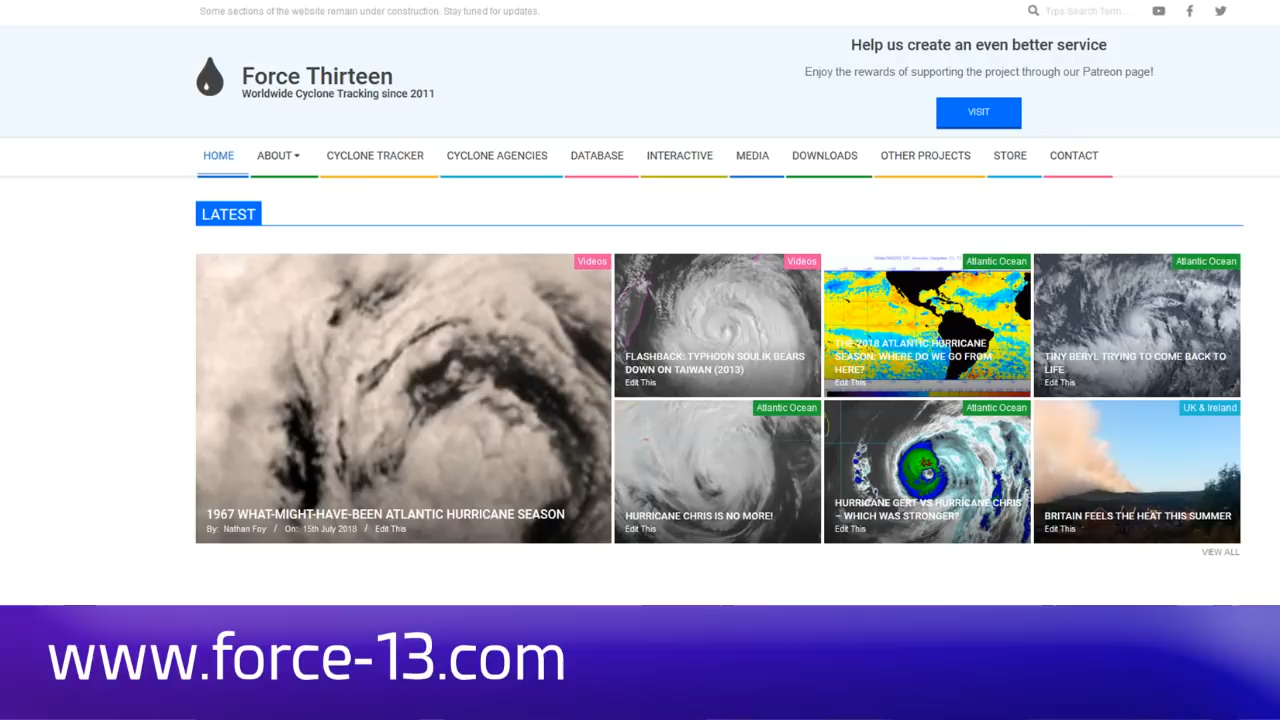 Some sections of the website remain under construction. Stay tuned for updates.
Type Search Term ...
Force Thirteen
Worldwide Cyclone Tracking since 2011
Help us create an even better service
Enjoy the rewards of supporting the project through our Patreon page!
VISIT
HOME ABOUT CYCLONE TRACKER CYCLONE AGENCIES DATABASE INTERACTIVE MEDIA DOWNLOADS OTHER PROJECTS STORE CONTACT
LATEST
Videos
1967 WHAT-MIGHT-HAVE-BEEN ATLANTIC HURRICANE SEASON
By: Nathan Foy / On: 15th July 2018 / Edit This
Videos
FLASHBACK: TYPHOON SOULIK BEARS
DOWN ON TAIWAN (2013)
Edit This
Atlantic Ocean
THE 2018 ATLANTIC HURRICANE
SEASON: WHERE DO WE GO FROM
HERE?
Edit This
Atlantic Ocean
TINY BERYL TRYING TO COME BACK TO
LIFE
Edit This
Atlantic Ocean
HURRICANE CHRIS IS NO MORE!
Edit This
Atlantic Ocean
HURRICANE GERT VS HURRICANE CHRIS
– WHICH WAS STRONGER?
Edit This
UK & Ireland
BRITAIN FEELS THE HEAT THIS SUMMER
Edit This
VIEW ALL
www.force-13.com